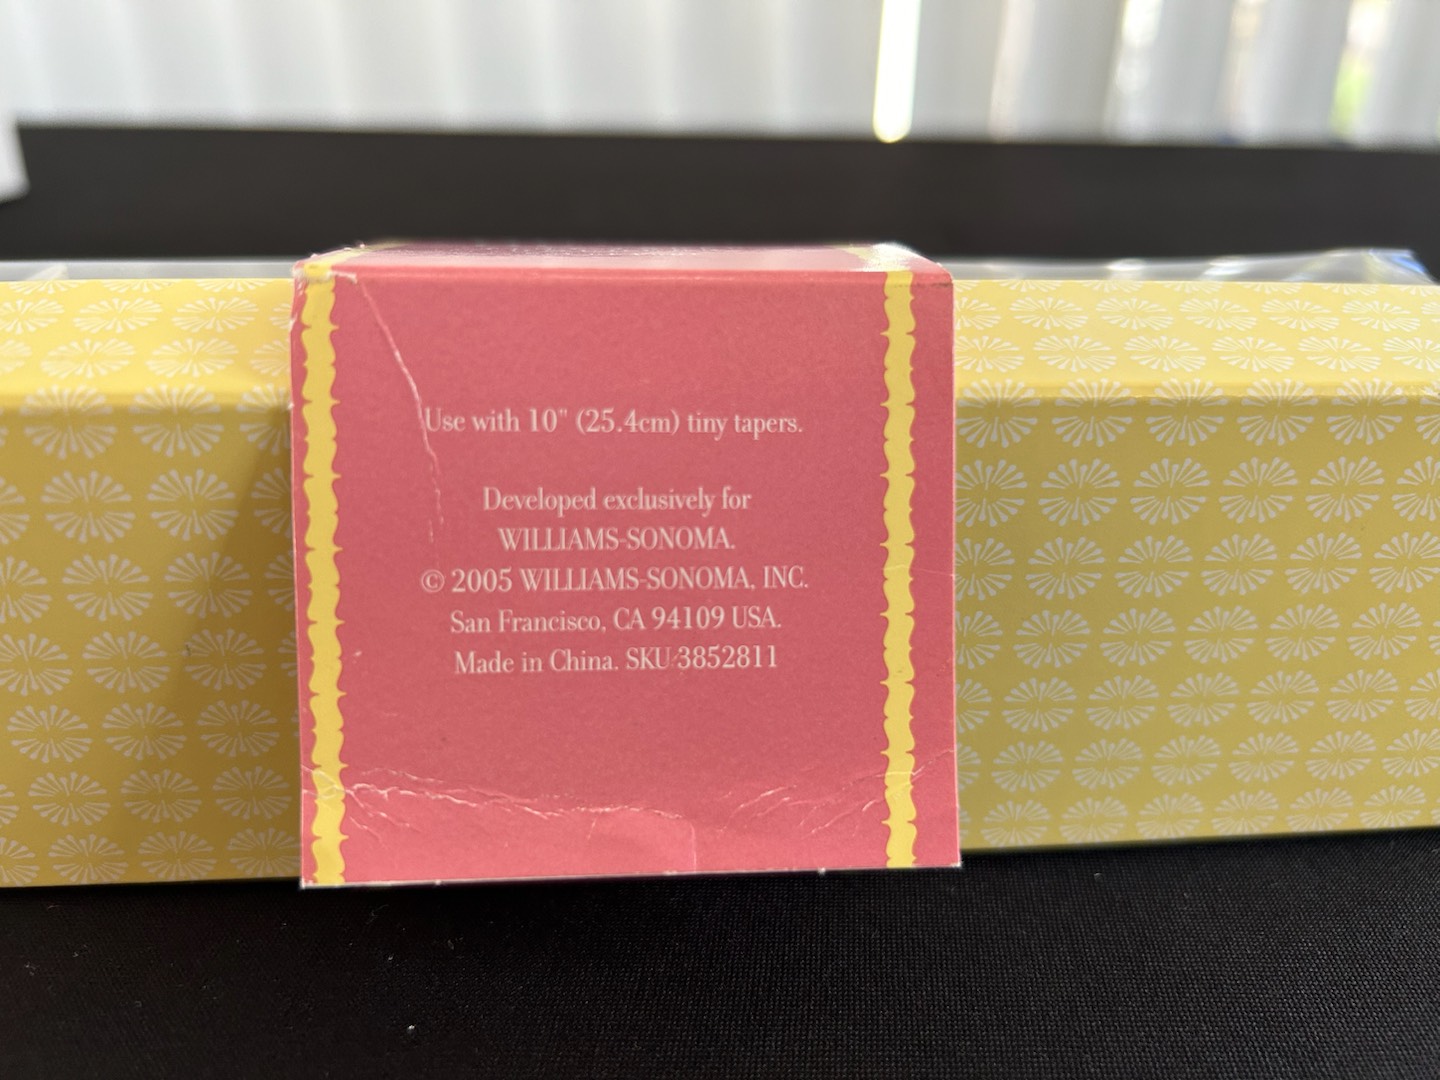 Use with 10" (25.4cm) tiny tapers.
Developed exclusively for
WILLIAMS-SONOMA.
© 2005 WILLIAMS-SONOMA, INC.
San Francisco, CA 94109 USA.
Made in China. SKU 3852811